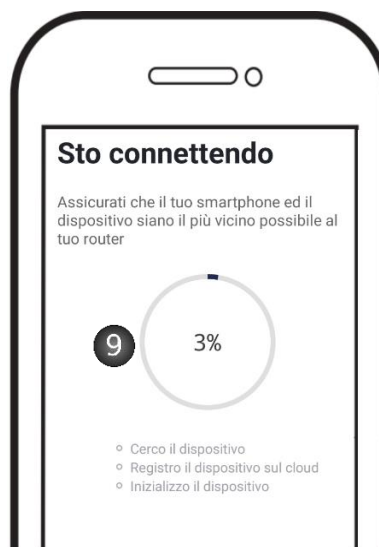 Sto connettendo
Assicurati che il tuo smartphone ed il
dispositivo siano il più vicino possibile al
tuo router
9
3%
Cerco il dispositivo
Registro il dispositivo sul cloud
Inizializzo il dispositivo